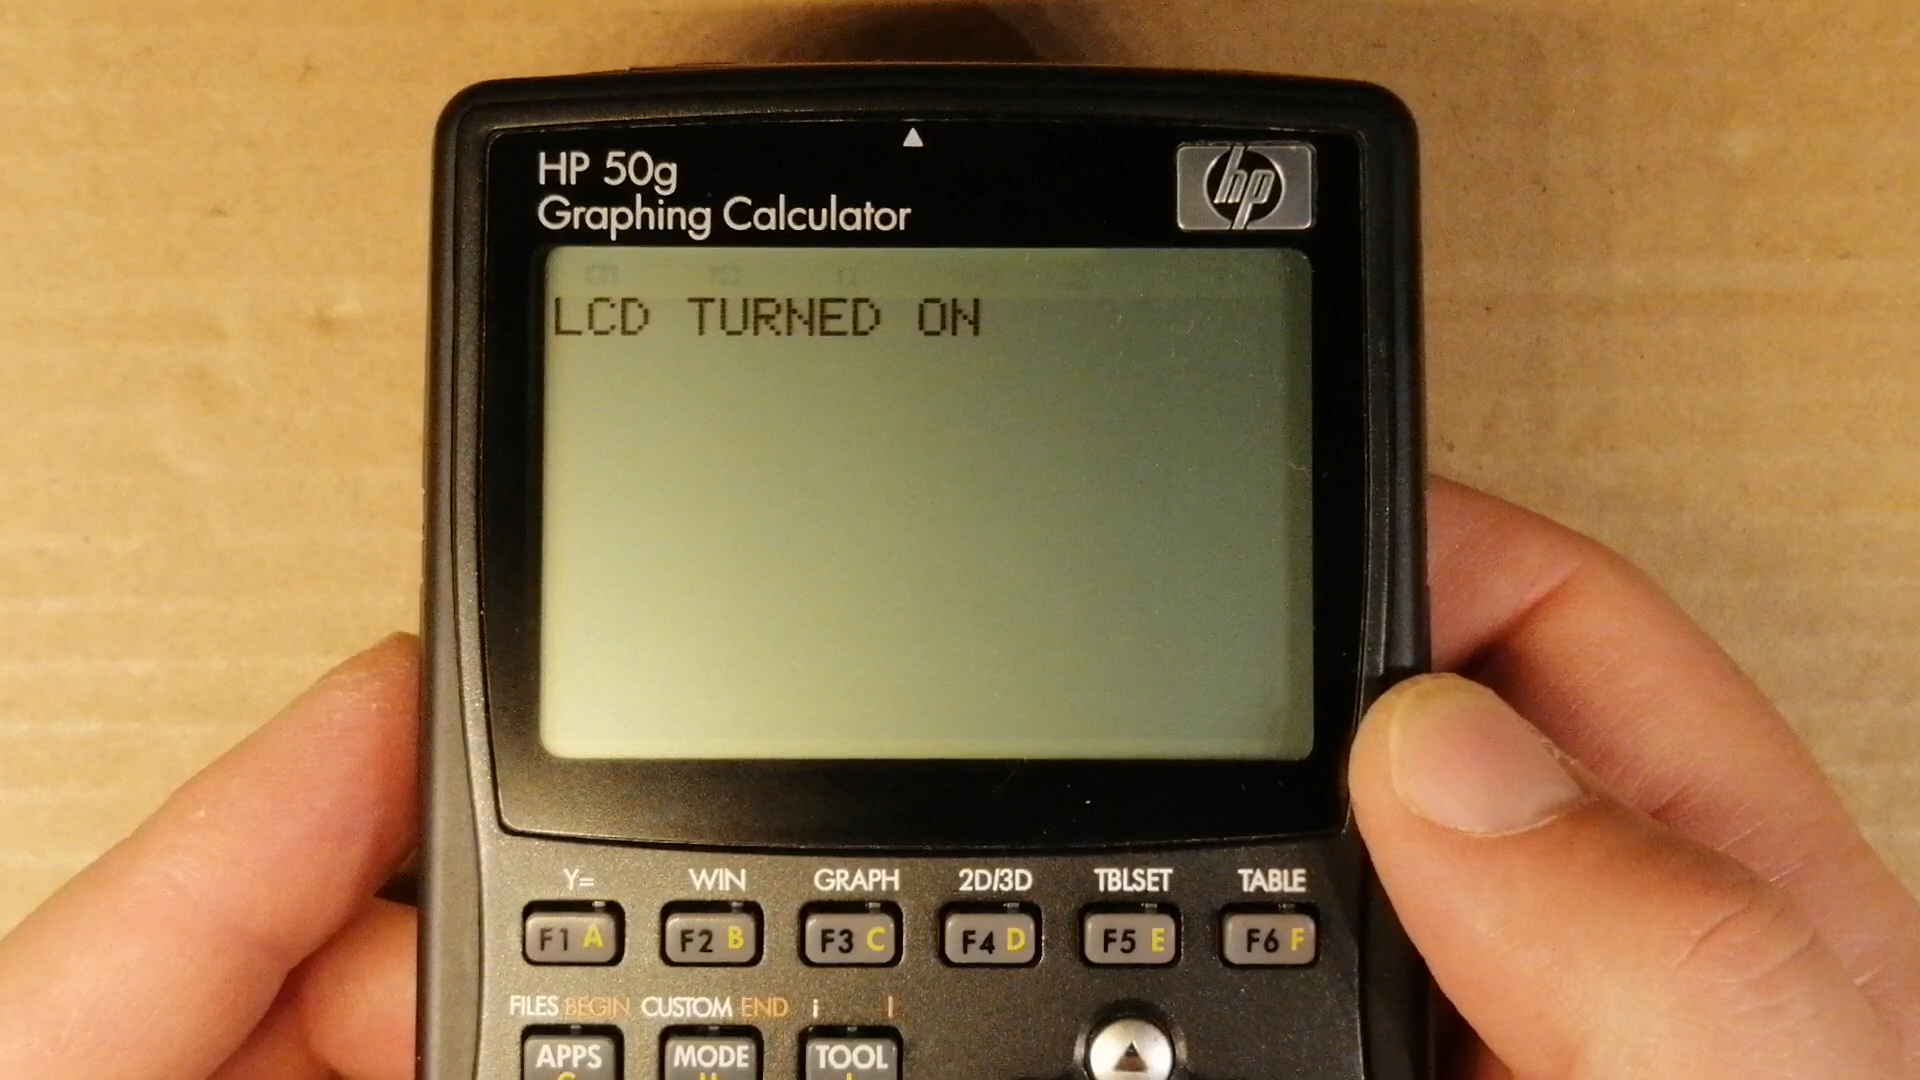 HP 50g
Graphing Calculator
hp
LCD TURNED ON
Y= WIN GRAPH 2D/3D TBLSET TABLE
F1 A F2 B F3 C F4 D F5 E F6 F
FILES BEGIN CUSTOM END i I
APPS MODE TOOL